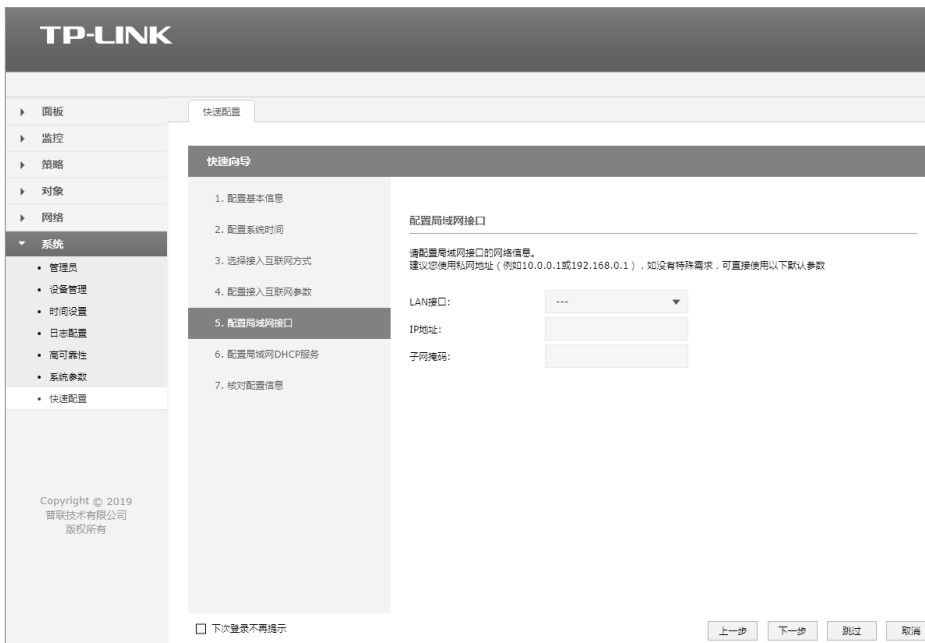 TP-LINK
面板
监控
策略
对象
网络
系统
管理员
设备管理
时间设置
日志配置
高可靠性
系统参数
快速配置
Copyright © 2019
普联技术有限公司
版权所有
快速配置
快速向导
1. 配置基本信息
2. 配置系统时间
3. 选择接入互联网方式
4. 配置接入互联网参数
5. 配置局域网接口
6. 配置局域网DHCP服务
7. 核对配置信息
配置局域网接口
请配置局域网接口的网络信息。
建议您使用私网地址(例如10.0.0.1或192.168.0.1),如没有特殊需求,可直接使用以下默认参数
LAN接口: ---
IP地址:
子网掩码:
下次登录不再提示
上一步 下一步 跳过 取消